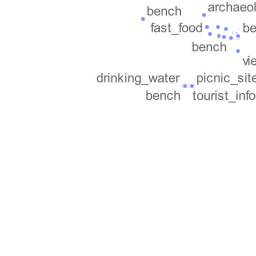 bench
archaeol
fast_food
be
bench
vie
drinking_water
picnic_site
bench
tourist_info